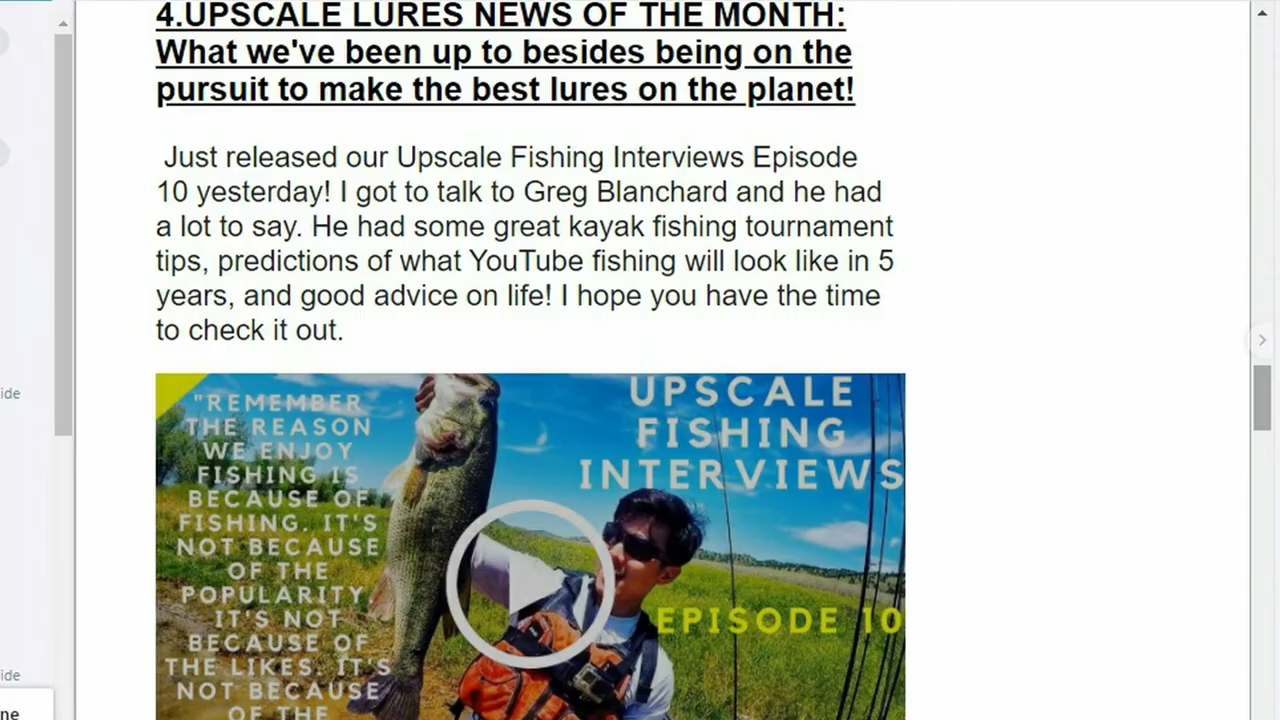 4.UPSCALE LURES NEWS OF THE MONTH:
What we've been up to besides being on the
pursuit to make the best lures on the planet!
Just released our Upscale Fishing Interviews Episode
10 yesterday! I got to talk to Greg Blanchard and he had
a lot to say. He had some great kayak fishing tournament
tips, predictions of what YouTube fishing will look like in 5
years, and good advice on life! I hope you have the time
to check it out.
"REMEMBER
THE REASON
WE ENJOY
FISHING IS
BECAUSE OF
FISHING. IT'S
NOT BECAUSE
OF THE
POPULARITY,
IT'S NOT
BECAUSE OF
THE LIKES. IT'S
NOT BECAUSE
OF THE
UPSCALE
FISHING
INTERVIEWS
EPISODE 10
ide
ide
ne